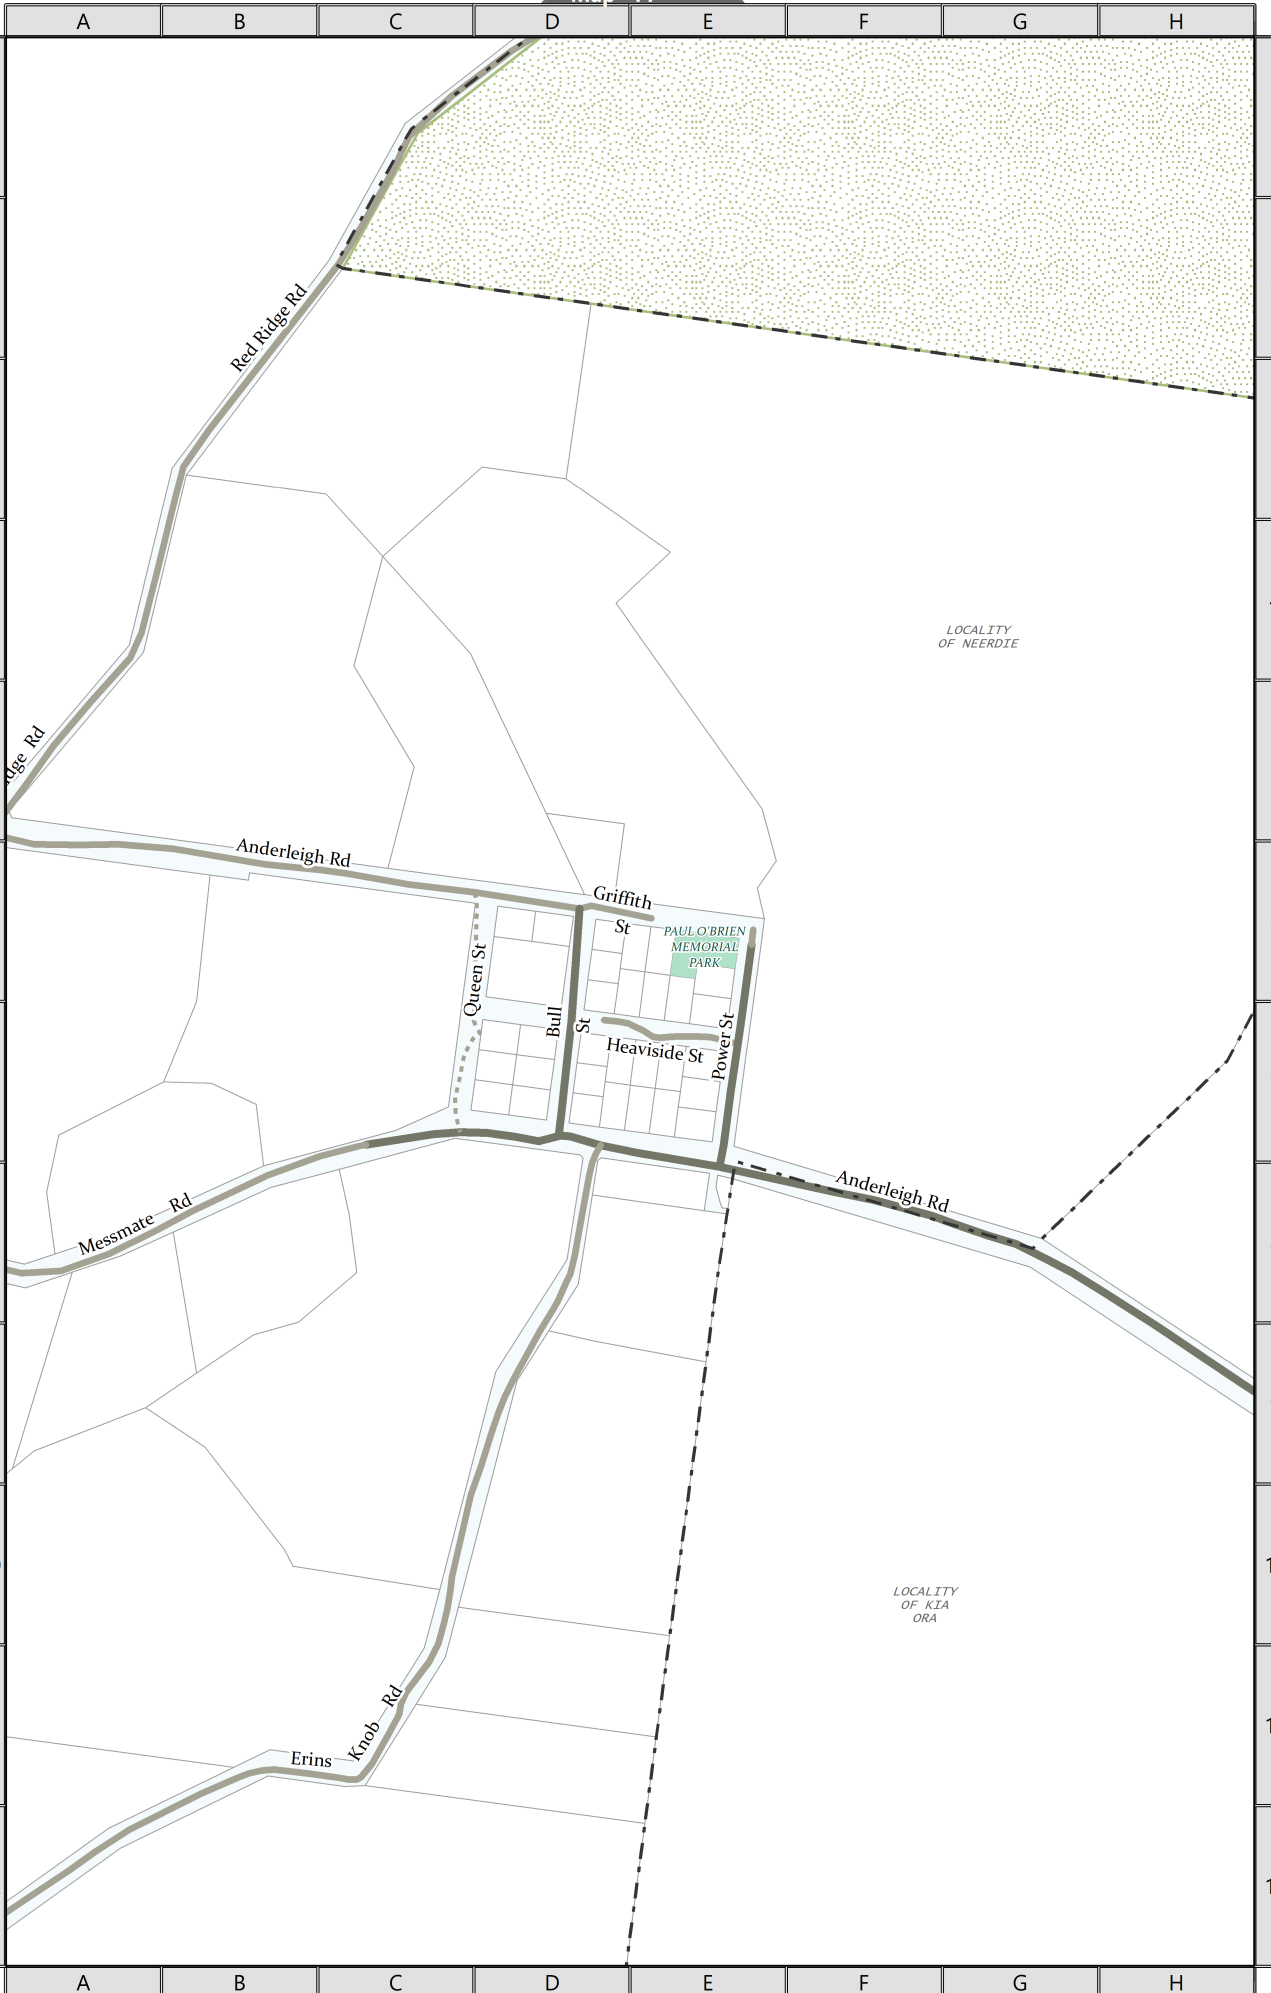 A B C D E F G H
Red Ridge Rd
LOCALITY
OF NEERDIE
Rd
Anderleigh Rd
Griffith
St
PAUL O'BRIEN
MEMORIAL
PARK
Queen St
Bull
St
Heaviside St
Power St
Anderleigh Rd
Messmate Rd
LOCALITY
OF KIA
ORA
Erins Knob Rd
A B C D E F G H